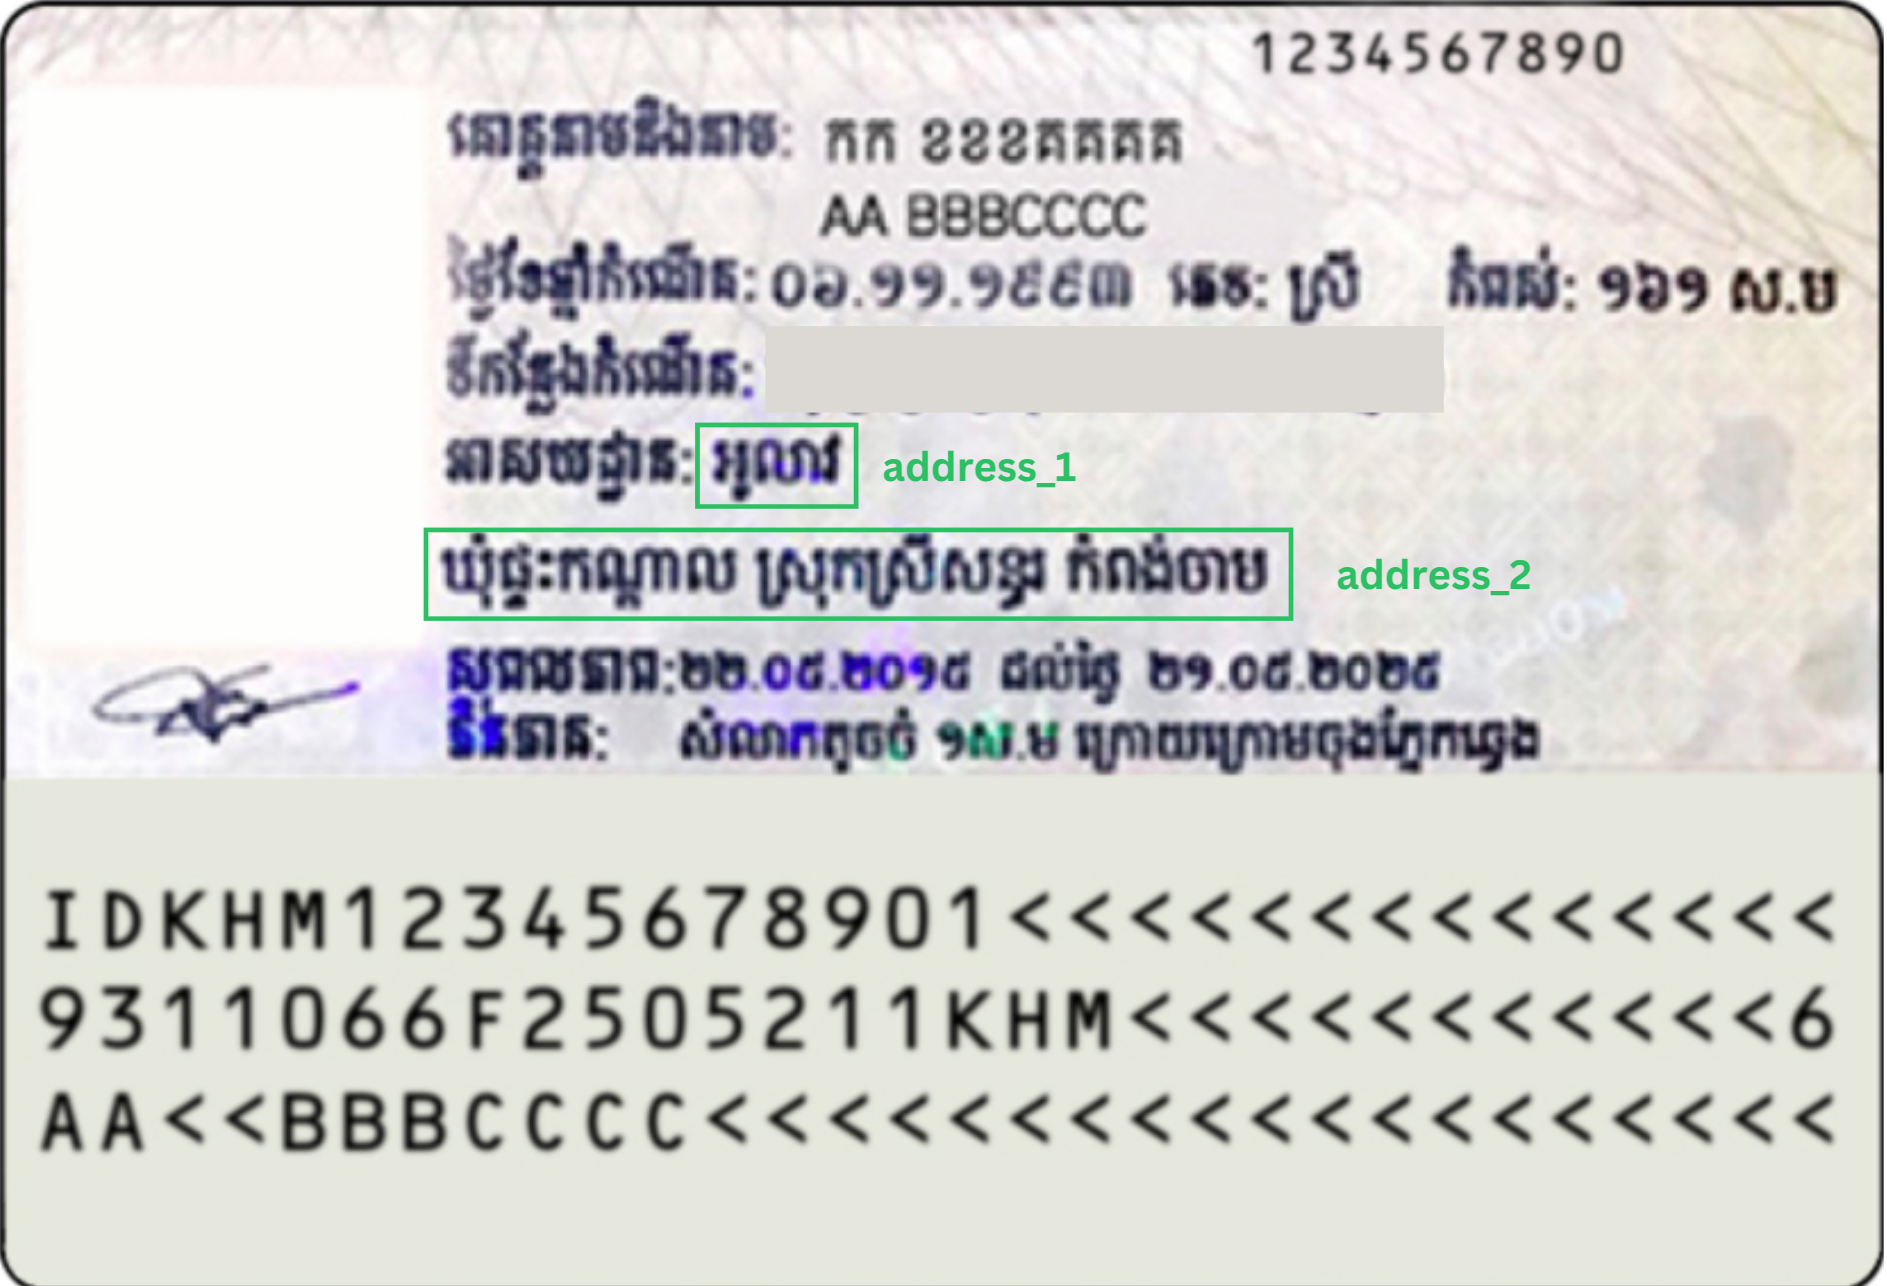 1234567890
គោត្តនាមនិងនាម: កក ខខខគគគគ
AA BBBCCCC
ថ្ងៃខែឆ្នាំកំណើត: ០៦.១១.១៩៩៣ ភេទ: ស្រី កំពស់: ១៦១ ស.ម
ទីកន្លែងកំណើត:
អាសយដ្ឋាន: អូលាវ address_1
ឃុំផ្ទះកណ្ដាល ស្រុកស្រីសន្ធរ កំពង់ចាម address_2
សុពលភាព:២២.០៥.២០១៥ ដល់ថ្ងៃ ២១.០៥.២០២៥
ភិនភាគ: សំលាកតូចចំ ១ស.ម ក្រោយក្រោមចុងភ្នែកឆ្វេង
IDKHM12345678901<<<<<<<<<<<<<<
9311066F2505211KHM<<<<<<<<<<<6
AA<<BBBCCCC<<<<<<<<<<<<<<<<<<<